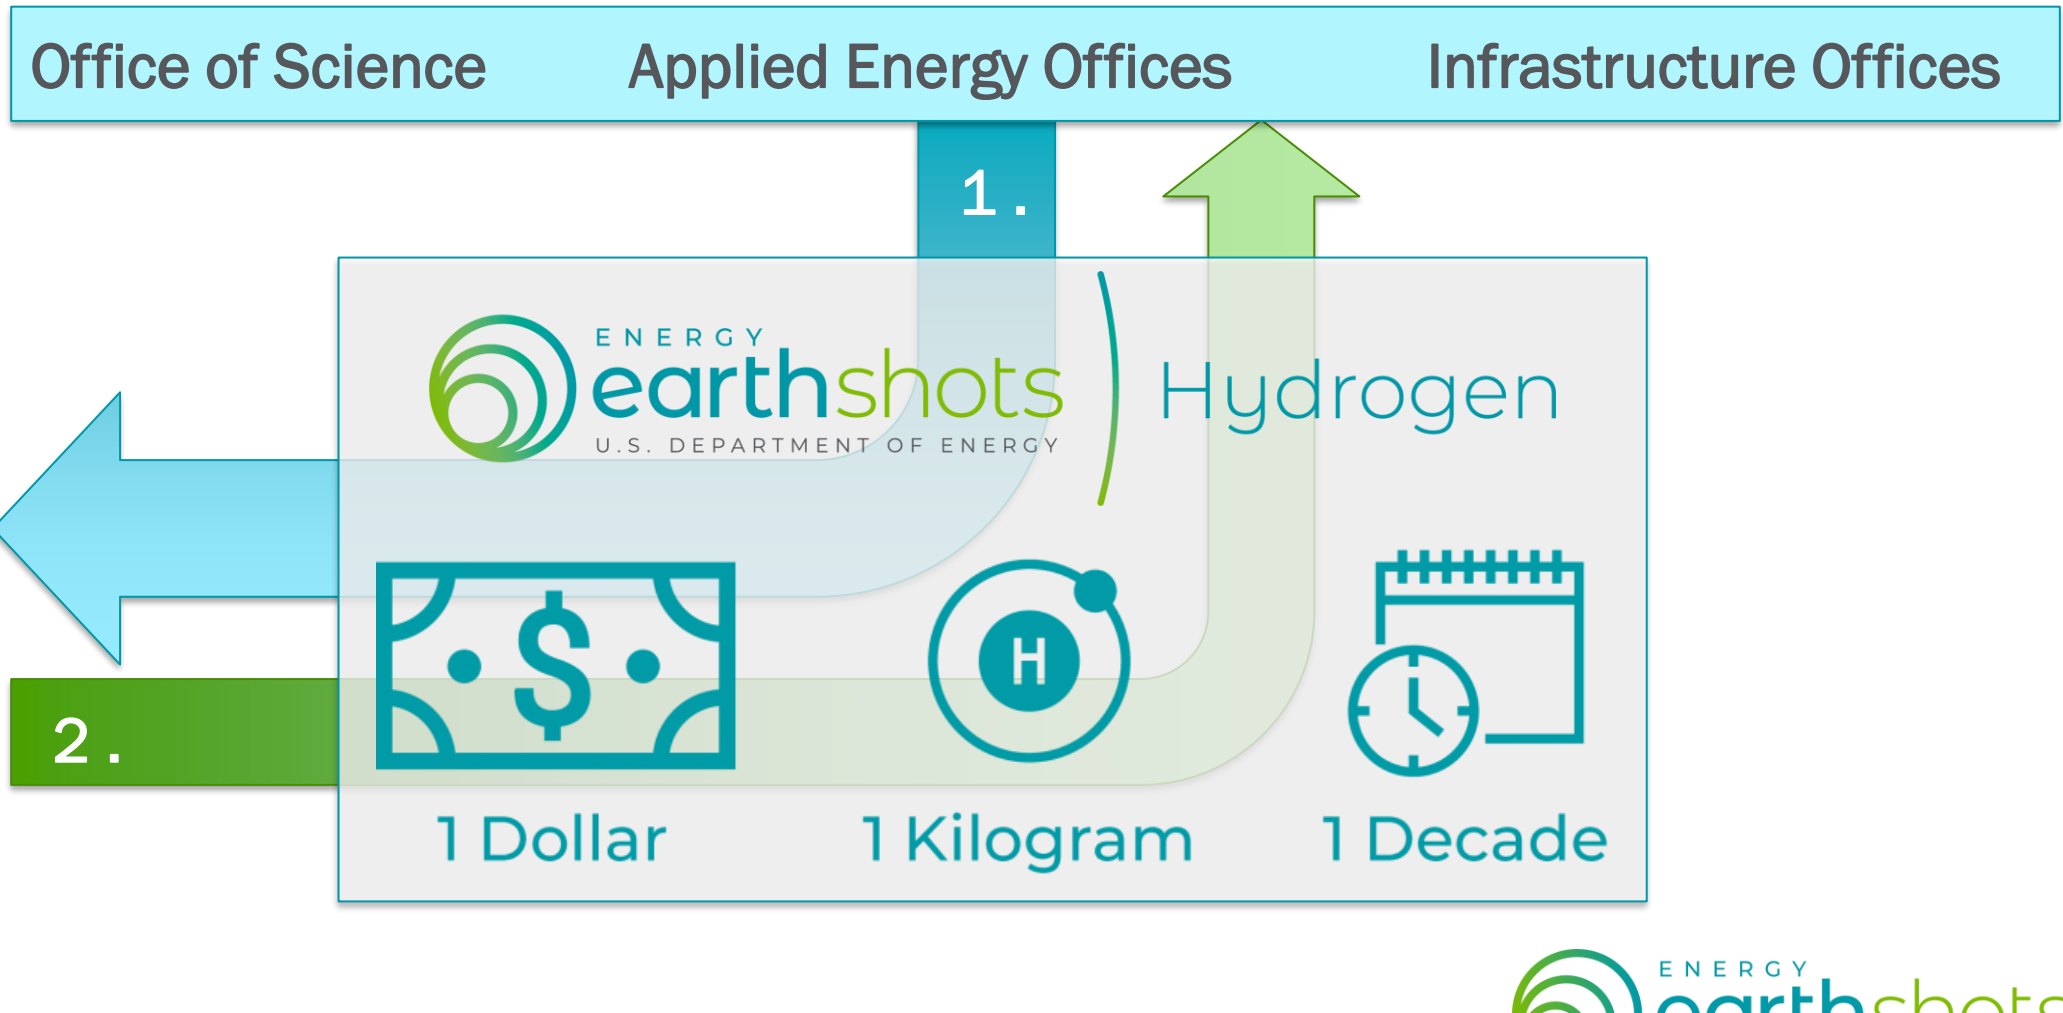 Office of Science Applied Energy Offices Infrastructure Offices
1.
ENERGY
earthshots
U.S. DEPARTMENT OF ENERGY
Hydrogen
$
H
2.
1 Dollar 1 Kilogram 1 Decade
ENERGY
earthshots